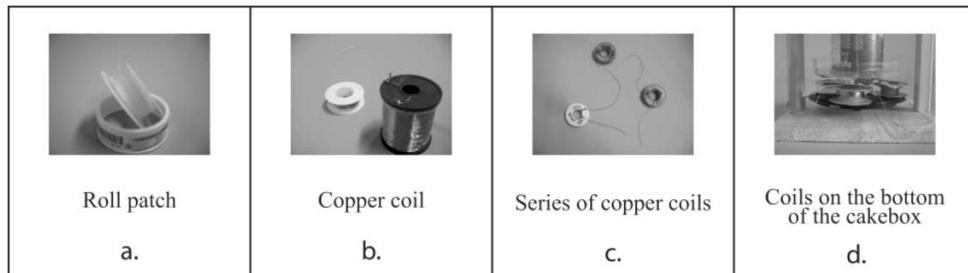 Roll patch
Copper coil
Series of copper coils
Coils on the bottom
of the cakebox
a.
b.
c.
d.